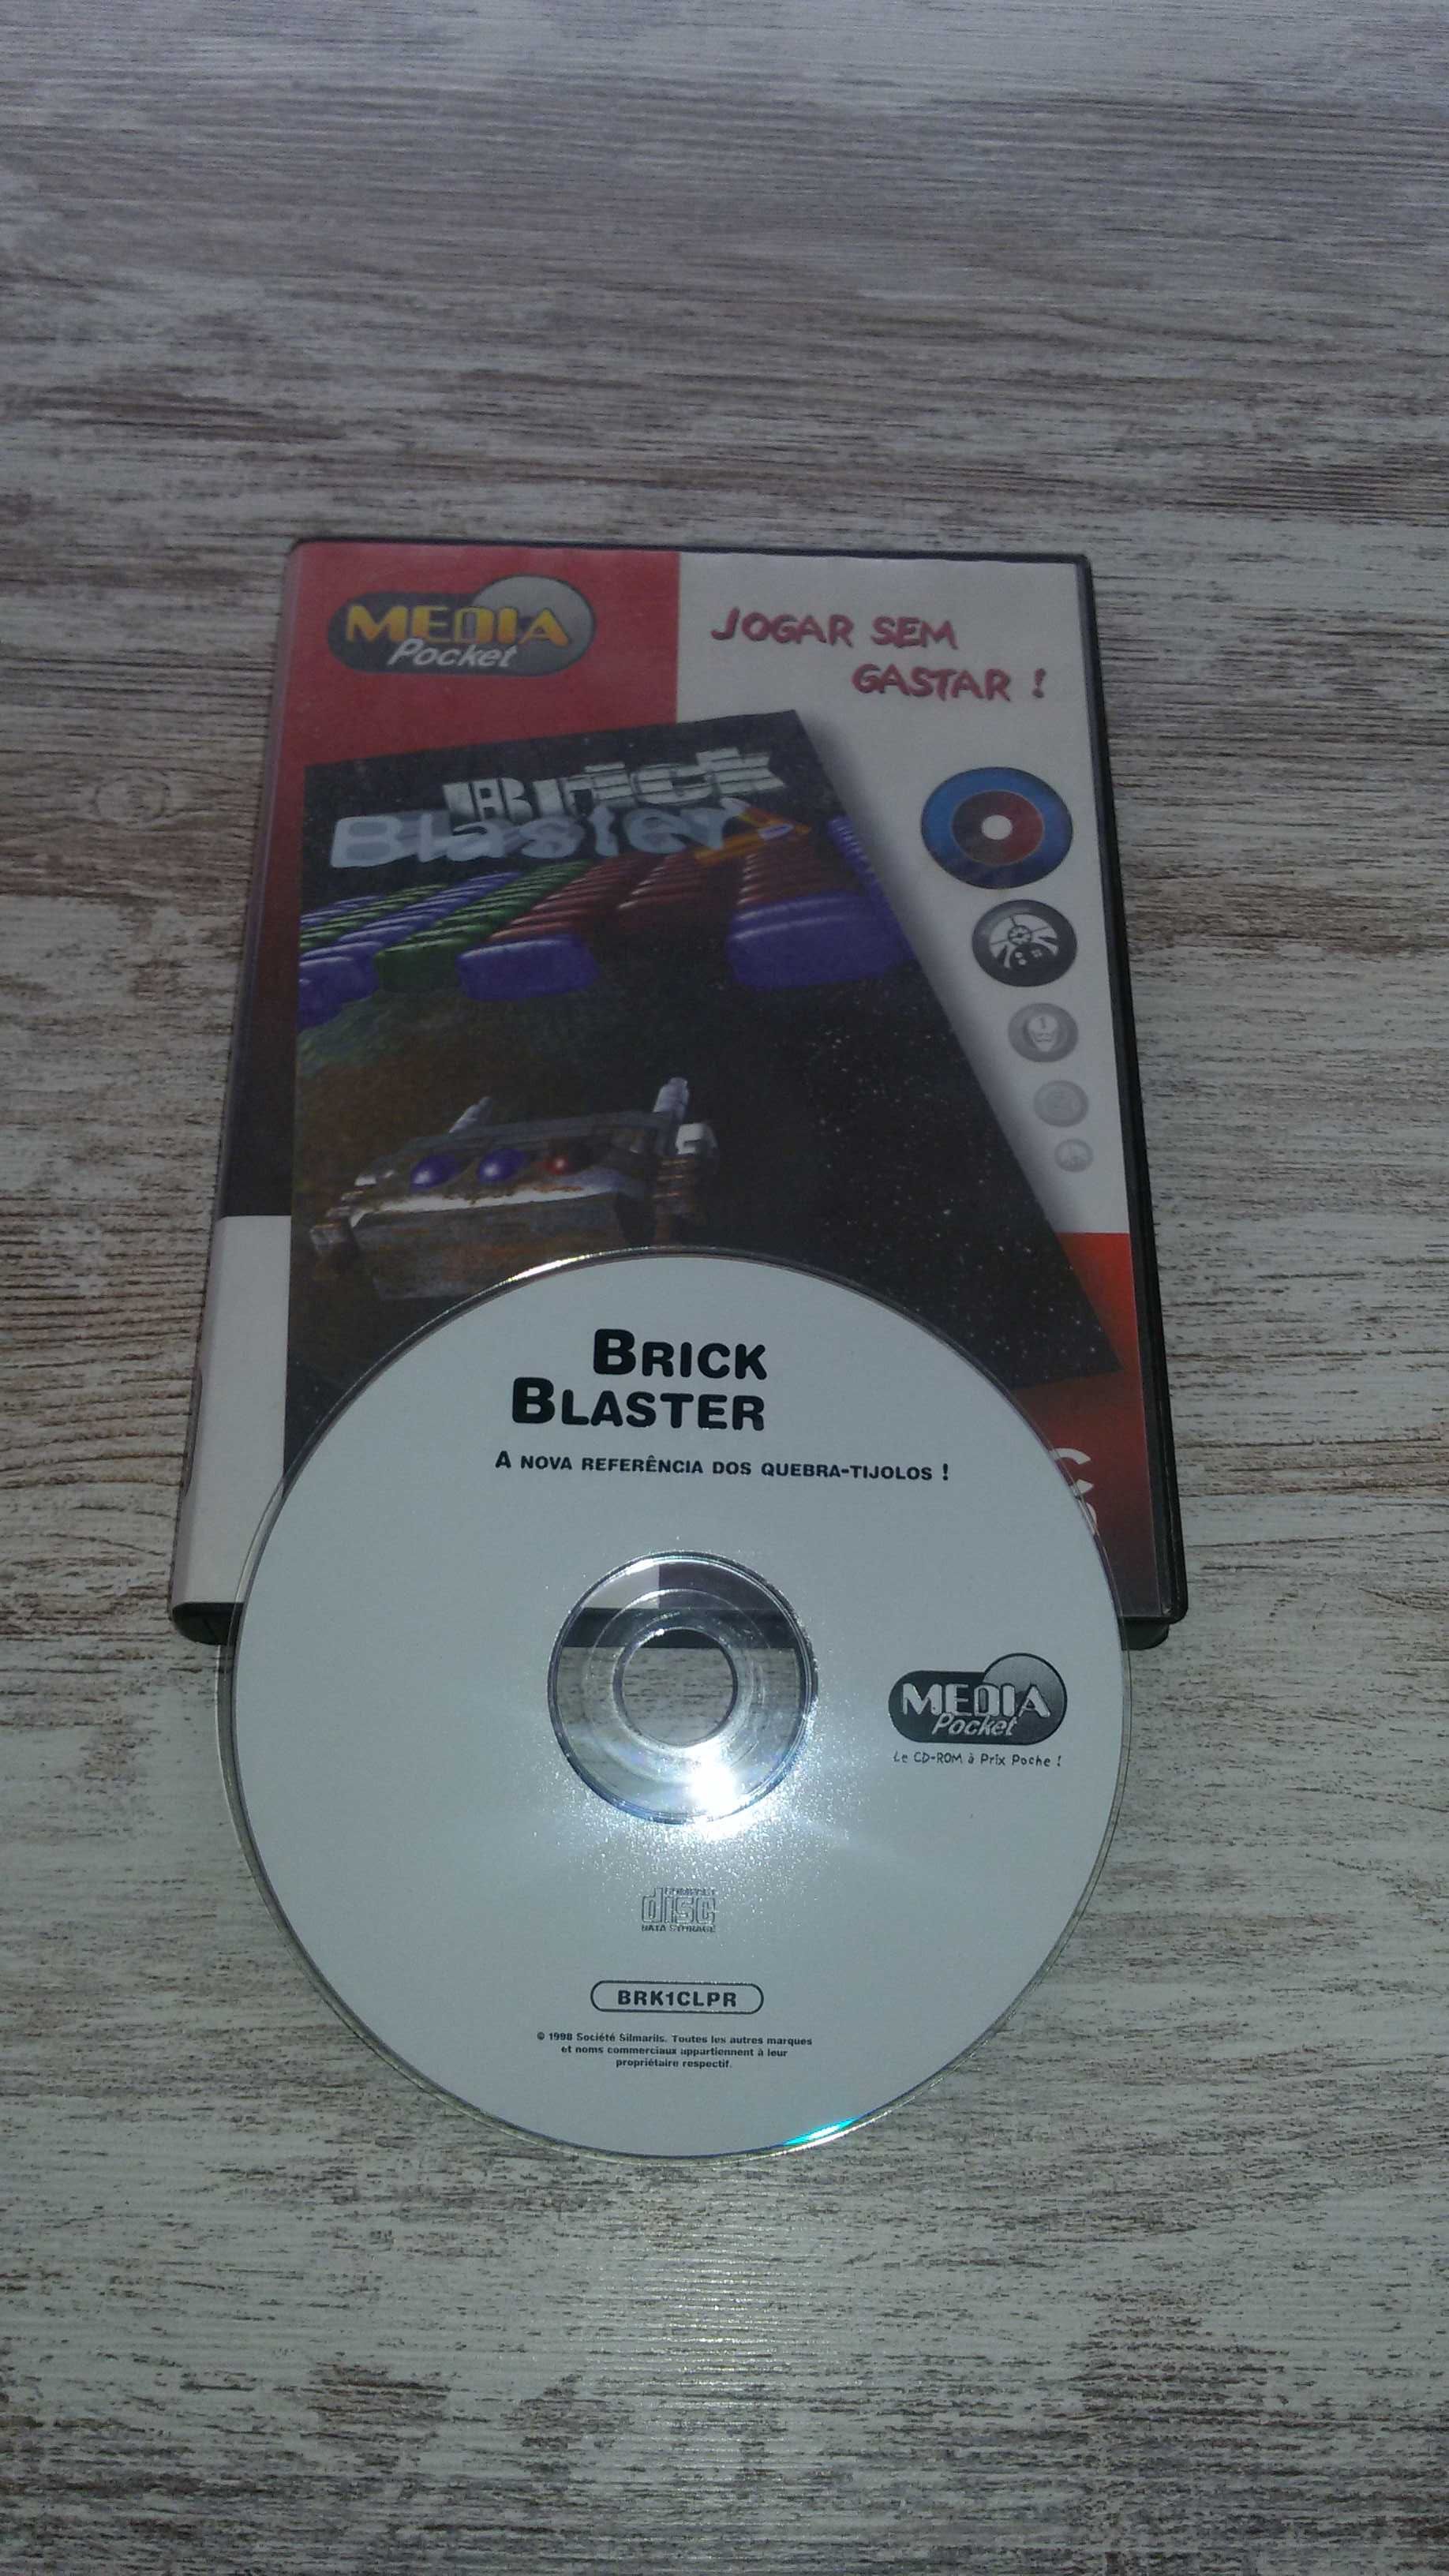 MEDIA
Pocket
JOGAR SEM
GASTAR !
Brick
Blaster
BRICK
BLASTER
A NOVA REFERÊNCIA DOS QUEBRA-TIJOLOS !
MEDIA
Pocket
Le CD-ROM à Prix Poche !
COMPACT
disc
DATA STORAGE
BRK1CLPR
© 1998 Société Silmarils. Toutes les autres marques
et noms commerciaux appartiennent à leur
propriétaire respectif.